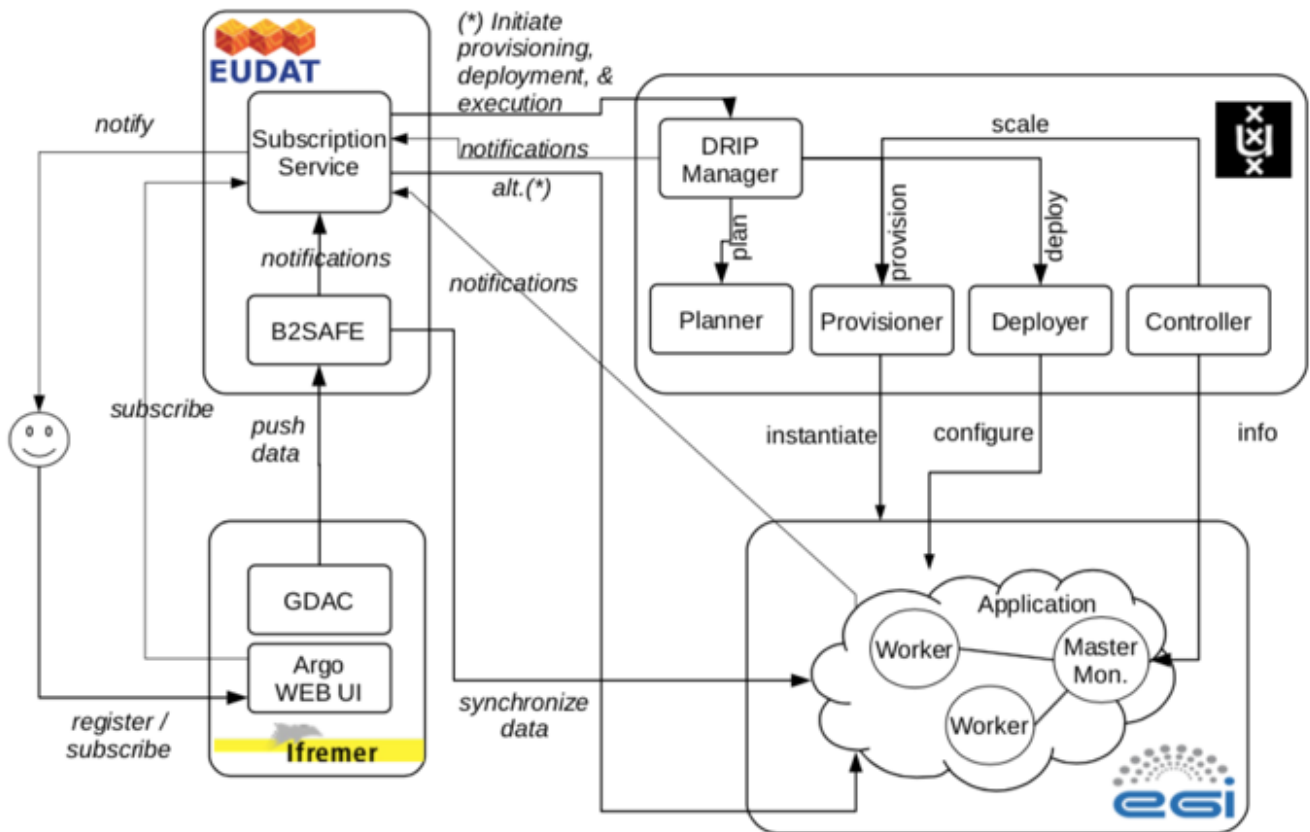 (*) Initiate
provisioning,
deployment, &
execution
EUDAT
notify
Subscription
Service
notifications
alt.(*)
DRIP
Manager
scale
U
plan
provision
deploy
notifications
notifications
B2SAFE
Planner
Provisioner
Deployer
Controller
subscribe
push
data
instantiate
configure
info
GDAC
Argo
WEB UI
register /
subscribe
Ifremer
synchronize
data
Application
Worker
Master
Mon.
Worker
egi